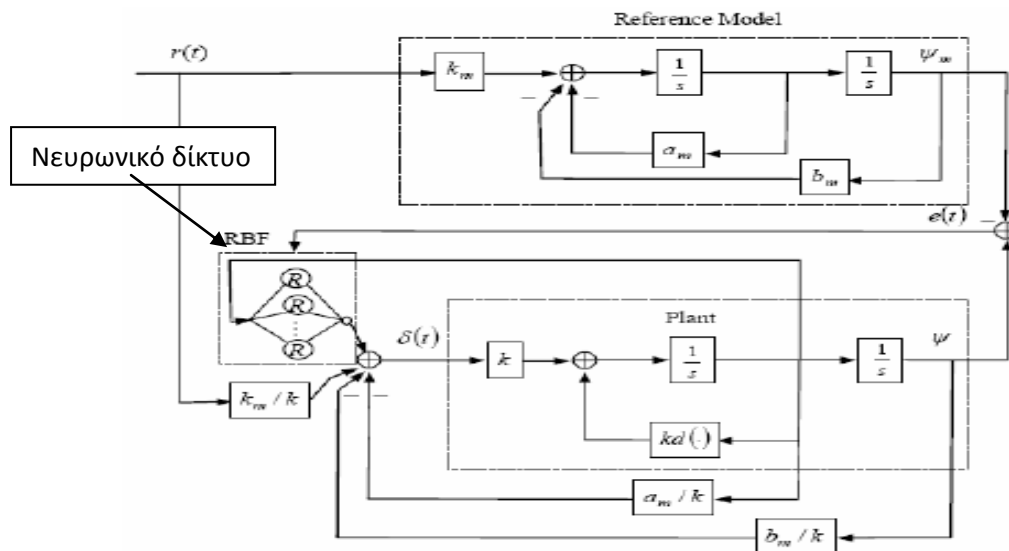 Reference Model
r(t)
k_m
1/s
1/s
ψ_m
a_m
b_m
Νευρωνικό δίκτυο
e(t)
RBF
R
R
R
Plant
δ(t)
k
1/s
1/s
ψ
k_m / k
kd(.)
a_m / k
b_m / k